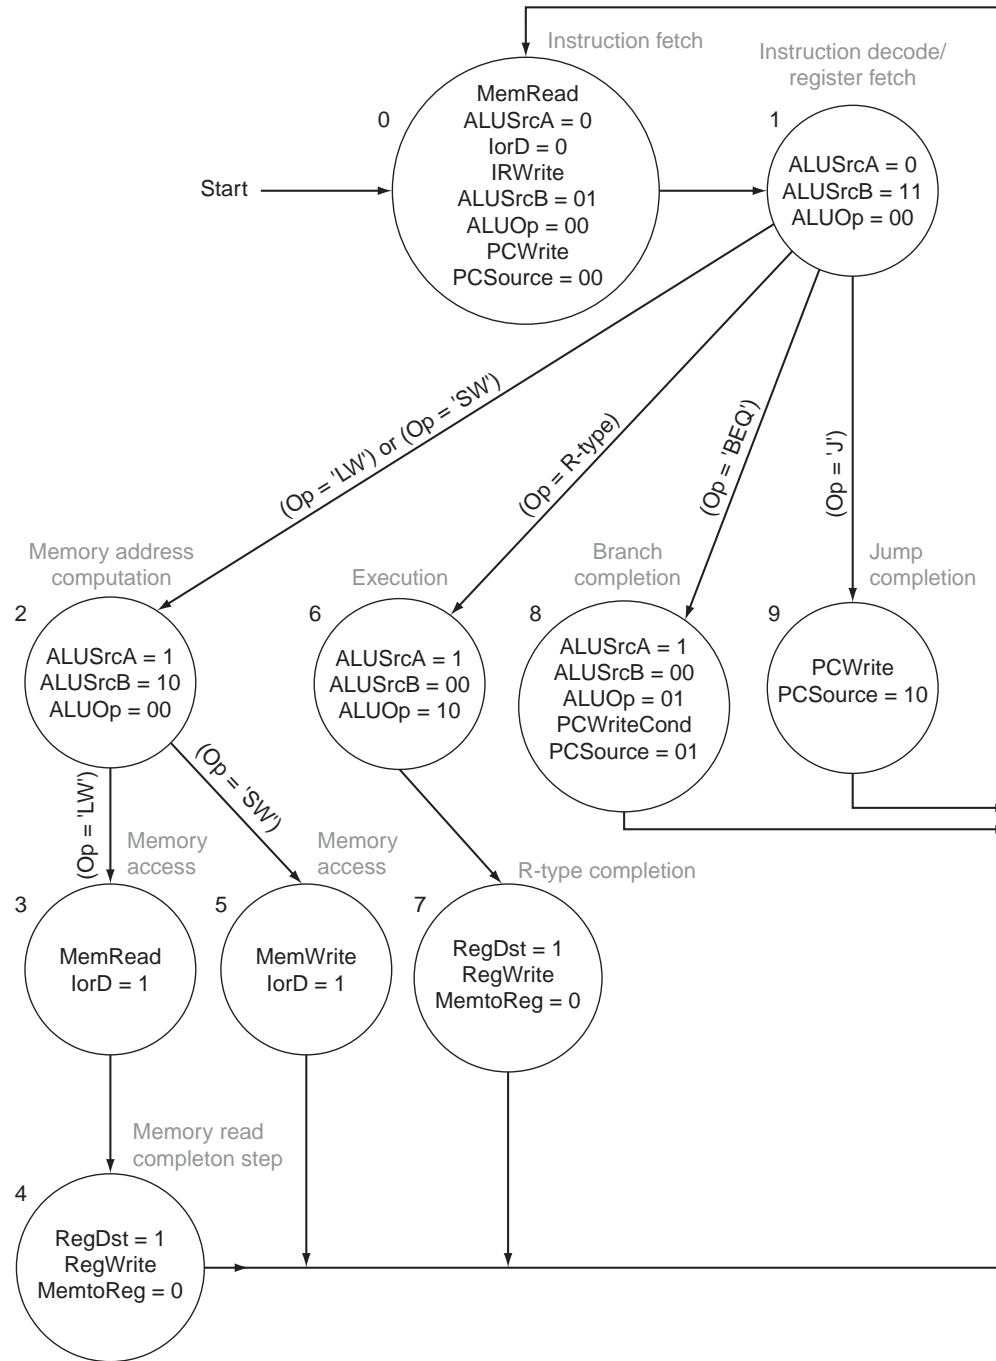 Instruction fetch
0
MemRead
ALUSrcA = 0
IorD = 0
IRWrite
ALUSrcB = 01
ALUOp = 00
PCWrite
PCSource = 00
Start
Instruction decode/
register fetch
1
ALUSrcA = 0
ALUSrcB = 11
ALUOp = 00
(Op = 'LW') or (Op = 'SW')
(Op = R-type)
(Op = 'BEQ')
(Op = 'J')
Memory address
computation
2
ALUSrcA = 1
ALUSrcB = 10
ALUOp = 00
Execution
6
ALUSrcA = 1
ALUSrcB = 00
ALUOp = 10
Branch
completion
8
ALUSrcA = 1
ALUSrcB = 00
ALUOp = 01
PCWriteCond
PCSource = 01
Jump
completion
9
PCWrite
PCSource = 10
(Op = 'LW')
(Op = 'SW')
Memory
access
3
MemRead
IorD = 1
Memory
access
5
MemWrite
IorD = 1
R-type completion
7
RegDst = 1
RegWrite
MemtoReg = 0
Memory read
completon step
4
RegDst = 1
RegWrite
MemtoReg = 0